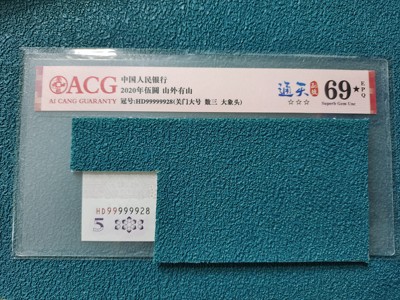 ACG
AI CANG GUARANTY
中国人民银行
2020年伍圆 山外有山
冠号:HD99999928(关门大号 数三 大象头)
通天
☆☆☆
69★
EPQ
Superb Gem Unc
HD99999928
5